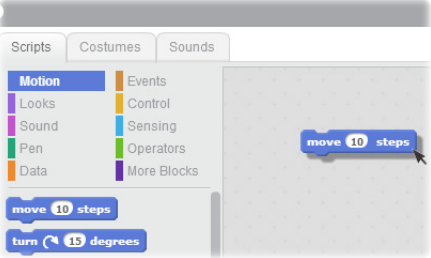 Scripts Costumes Sounds
Motion Events
Looks Control
Sound Sensing
Pen Operators
Data More Blocks
move 10 steps
move 10 steps
turn 15 degrees